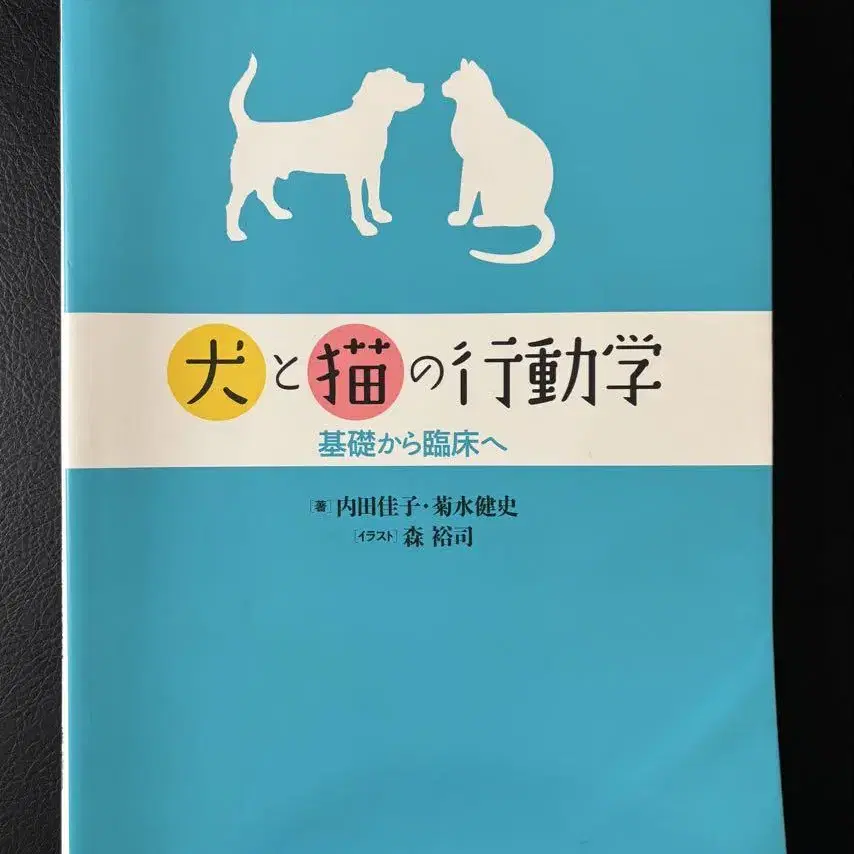 犬と猫の行動学
基礎から臨床へ
[著] 内田佳子・菊水健史
[イラスト] 森 裕司